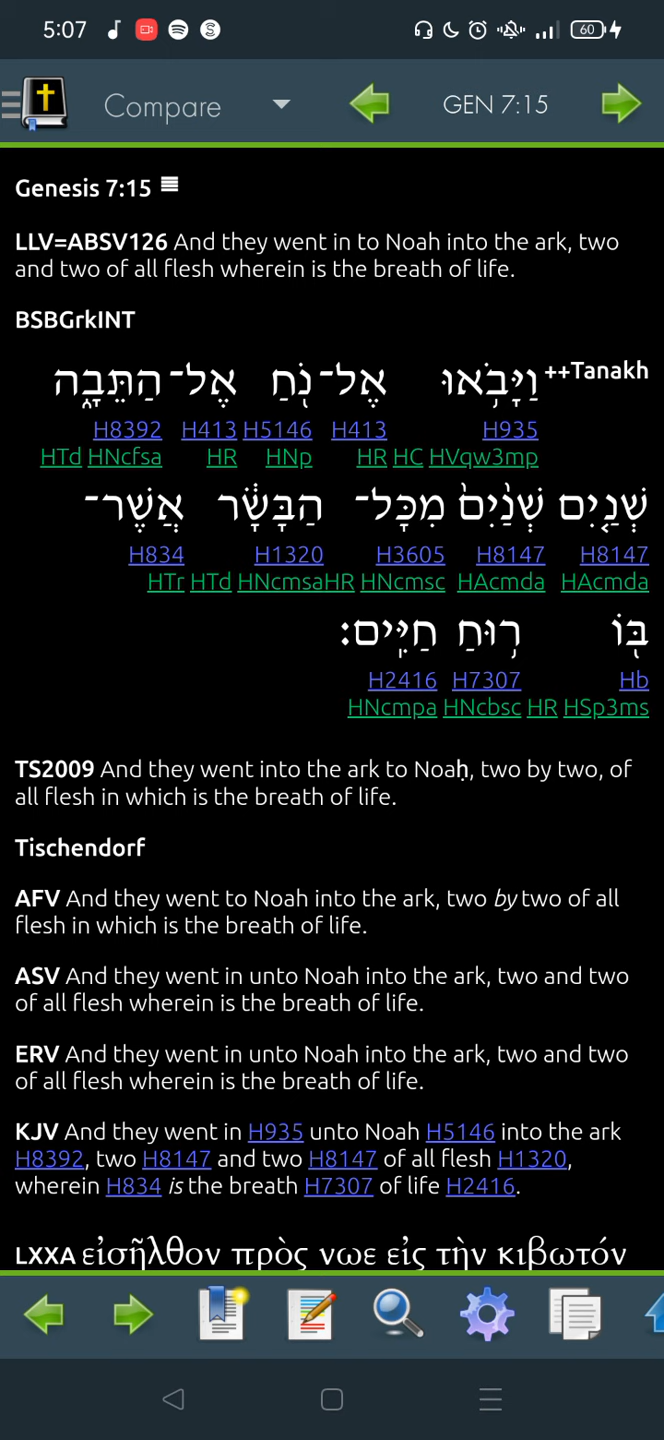 5:07 60
Compare GEN 7:15
Genesis 7:15
LLV=ABSV126 And they went in to Noah into the ark, two
and two of all flesh wherein is the breath of life.
BSBGrkINT
++Tanakh וַיָּבֹ֥אוּ אֶל־נֹ֖חַ אֶל־הַתֵּבָ֑ה
H8392 H413 H5146 H413 H935
HTd HNcfsa HR HNp HR HC HVqw3mp
שְׁנַ֤יִם שְׁנַ֙יִם֙ מִכָּל־ הַבָּשָׂ֔ר אֲשֶׁר־
H834 H1320 H3605 H8147 H8147
HTr HTd HNcmsaHR HNcmsc HAcmda HAcmda
בּ֖וֹ ר֥וּחַ חַיִּֽים׃
H2416 H7307 Hb
HNcmpa HNcbsc HR HSp3ms
TS2009 And they went into the ark to Noaḥ, two by two, of
all flesh in which is the breath of life.
Tischendorf
AFV And they went to Noah into the ark, two by two of all
flesh in which is the breath of life.
ASV And they went in unto Noah into the ark, two and two
of all flesh wherein is the breath of life.
ERV And they went in unto Noah into the ark, two and two
of all flesh wherein is the breath of life.
KJV And they went in H935 unto Noah H5146 into the ark
H8392, two H8147 and two H8147 of all flesh H1320,
wherein H834 is the breath H7307 of life H2416.
LXXA εἰσῆλθον πρὸς νωε εἰς τὴν κιβωτόν